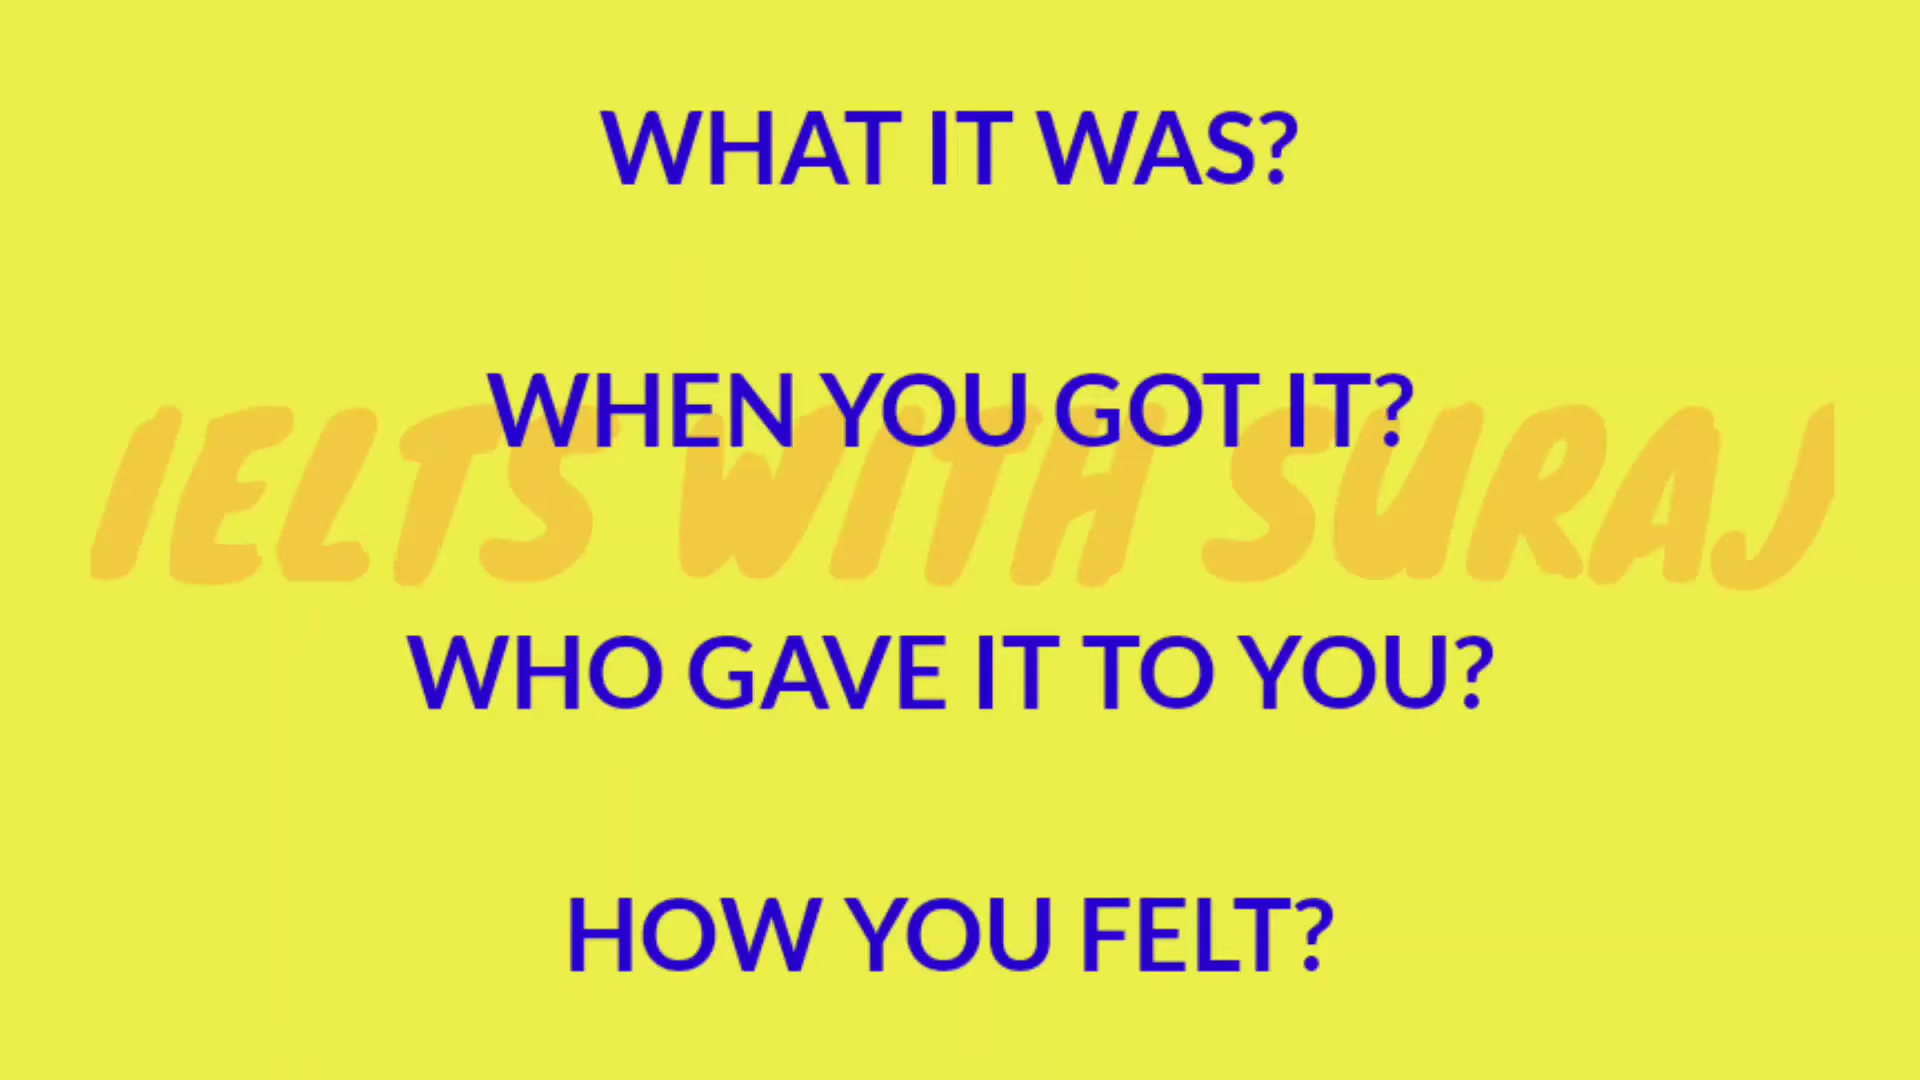 WHAT IT WAS?
WHEN YOU GOT IT?
IELTS WITH SURAJ
WHO GAVE IT TO YOU?
HOW YOU FELT?